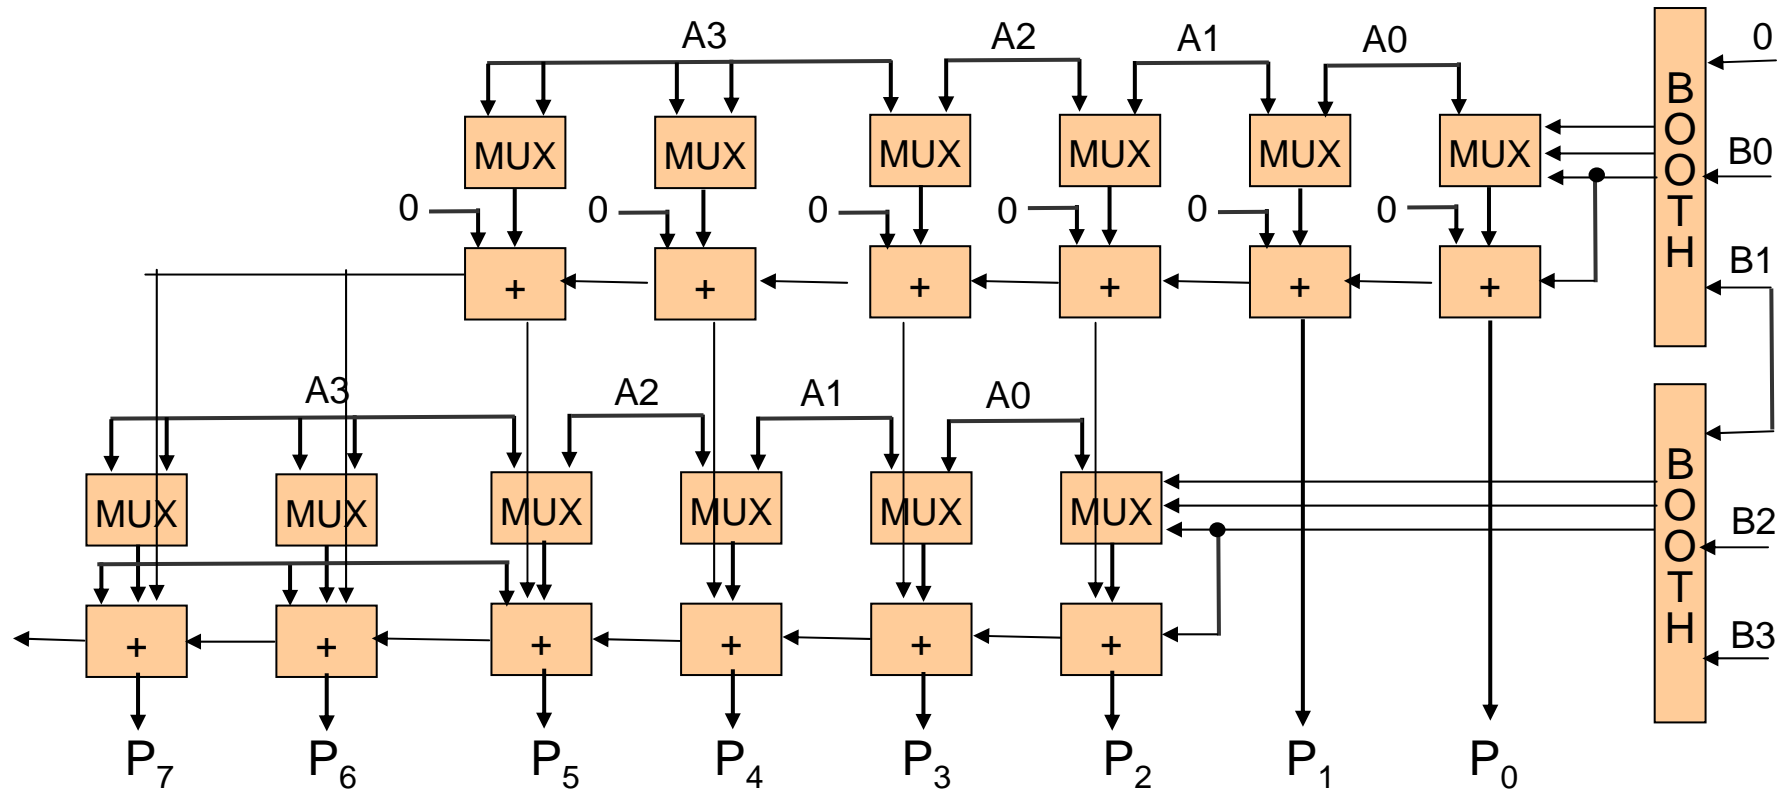 A3 A2 A1 A0 0
MUX MUX MUX MUX MUX MUX
BOOTH
B0
0 0 0 0 0 0
B1
+ + + + + +
A3 A2 A1 A0
MUX MUX MUX MUX MUX MUX
BOOTH
B2
+ + + + + +
B3
P7 P6 P5 P4 P3 P2 P1 P0